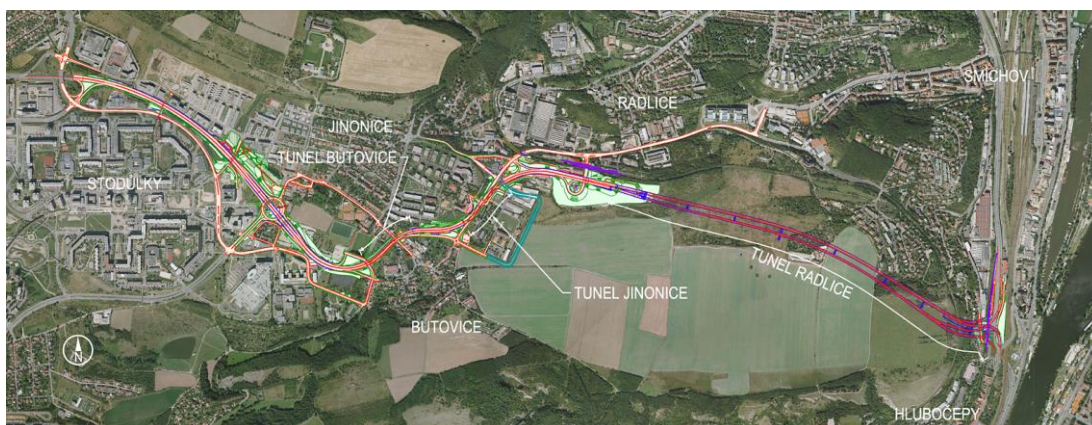 SMÍCHOV
RADLICE
JINONICE
TUNEL BUTOVICE
STODŮLKY
TUNEL RADLICE
TUNEL JINONICE
BUTOVICE
N
HLUBOČEPY